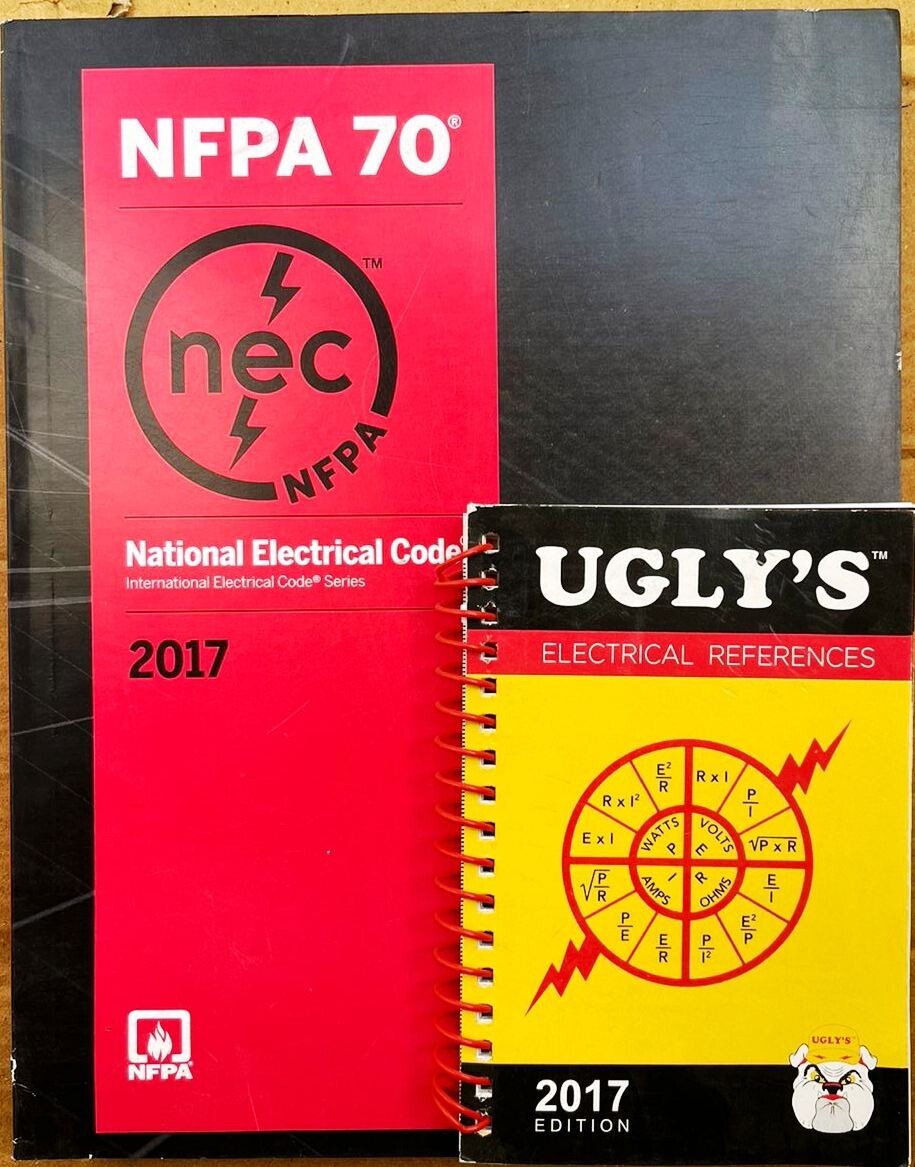 NFPA 70®
nec
TM
NFPA
National Electrical Code
International Electrical Code® Series
2017
NFPA®
UGLY'S™
ELECTRICAL REFERENCES
E²/R
R x I
R x I²
P/I
E x I
√P x R
WATTS
VOLTS
P
E
I
R
AMPS
OHMS
√P/R
E/I
P/E
E²/P
E/R
P/I²
UGLY'S
2017
EDITION